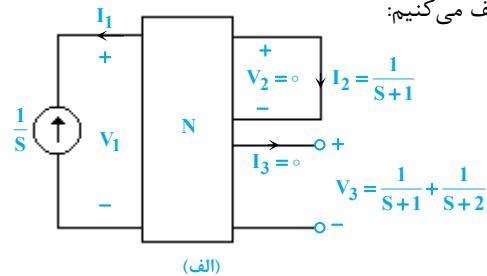 ف می‌کنیم:
I₁
+
V₁
−
1/S
N
+
V₂ = ∘
−
I₂ = 1/(S+1)
I₃ = ∘
+
V₃ = 1/(S+1) + 1/(S+2)
−
(الف)